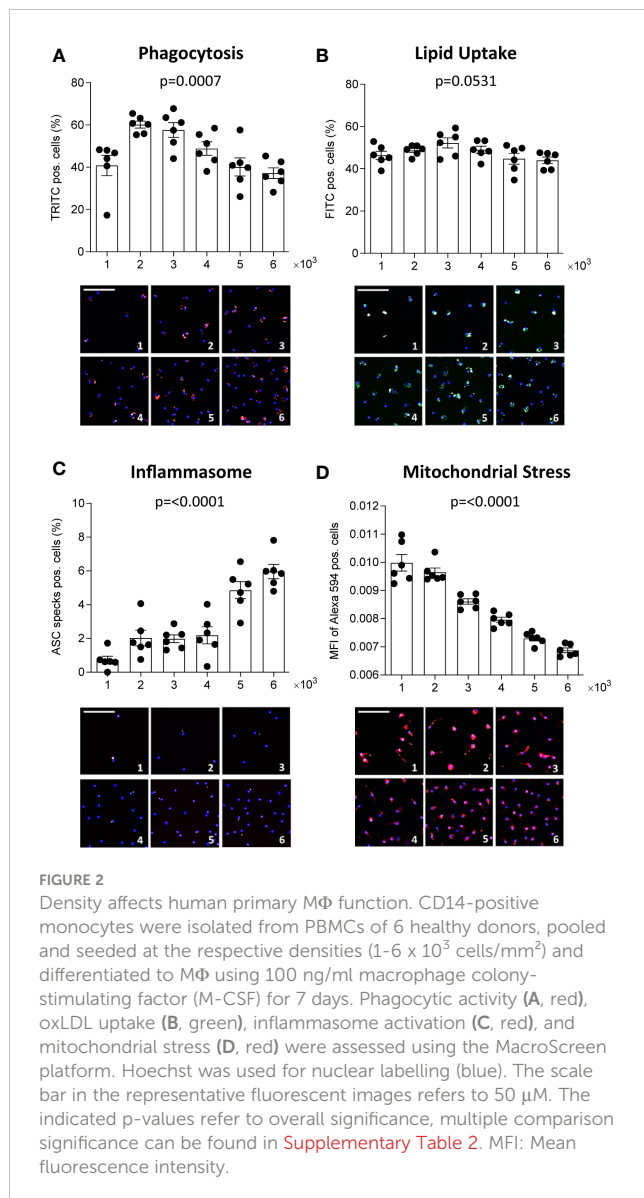 A
Phagocytosis
p=0.0007
TRITC pos. cells (%)
80
60
40
20
0
1 2 3 4 5 6 ×10³
1 2 3
4 5 6
B
Lipid Uptake
p=0.0531
FITC pos. cells (%)
80
60
40
20
0
1 2 3 4 5 6 ×10³
1 2 3
4 5 6
C
Inflammasome
p=<0.0001
ASC specks pos. cells (%)
10
8
6
4
2
0
1 2 3 4 5 6 ×10³
1 2 3
4 5 6
D
Mitochondrial Stress
p=<0.0001
MFI of Alexa 594 pos. cells
0.012
0.011
0.010
0.009
0.008
0.007
0.006
1 2 3 4 5 6 ×10³
1 2 3
4 5 6
FIGURE 2
Density affects human primary MΦ function. CD14-positive
monocytes were isolated from PBMCs of 6 healthy donors, pooled
and seeded at the respective densities (1-6 x 10³ cells/mm²) and
differentiated to MΦ using 100 ng/ml macrophage colony-
stimulating factor (M-CSF) for 7 days. Phagocytic activity (A, red),
oxLDL uptake (B, green), inflammasome activation (C, red), and
mitochondrial stress (D, red) were assessed using the MacroScreen
platform. Hoechst was used for nuclear labelling (blue). The scale
bar in the representative fluorescent images refers to 50 μM. The
indicated p-values refer to overall significance, multiple comparison
significance can be found in Supplementary Table 2. MFI: Mean
fluorescence intensity.